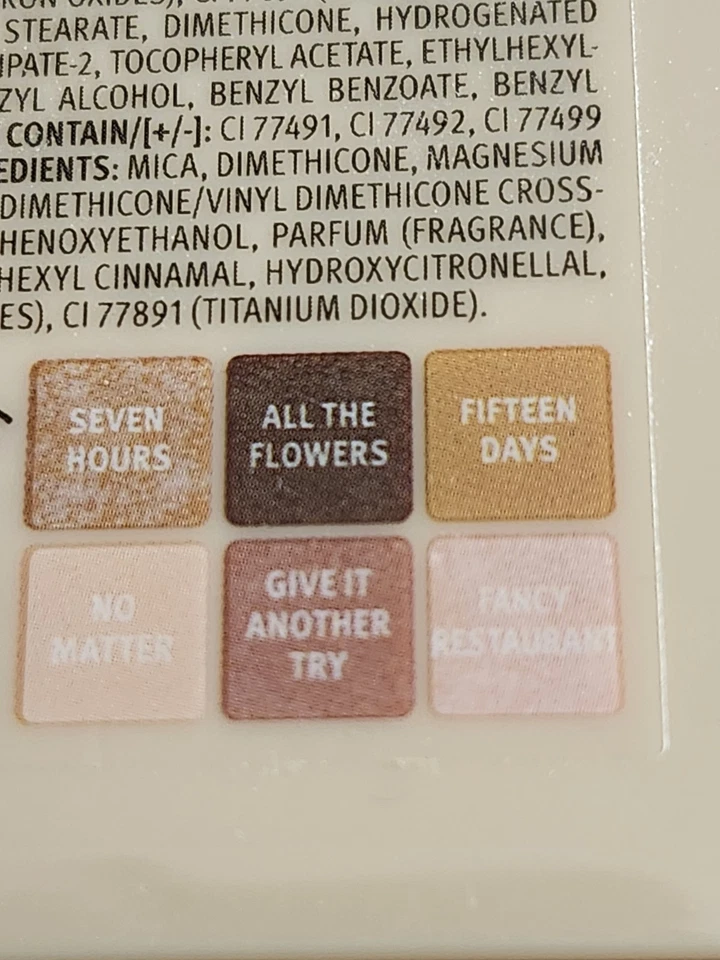 STEARATE, DIMETHICONE, HYDROGENATED
IPATE-2, TOCOPHERYL ACETATE, ETHYLHEXYL-
ZYL ALCOHOL, BENZYL BENZOATE, BENZYL
CONTAIN/[+/-]: CI 77491, CI 77492, CI 77499
EDIENTS: MICA, DIMETHICONE, MAGNESIUM
DIMETHICONE/VINYL DIMETHICONE CROSS-
HENOXYETHANOL, PARFUM (FRAGRANCE),
HEXYL CINNAMAL, HYDROXYCITRONELLAL,
ES), CI 77891 (TITANIUM DIOXIDE).
SEVEN
HOURS
ALL THE
FLOWERS
FIFTEEN
DAYS
NO
MATTER
GIVE IT
ANOTHER
TRY
FANCY
RESTAURANT